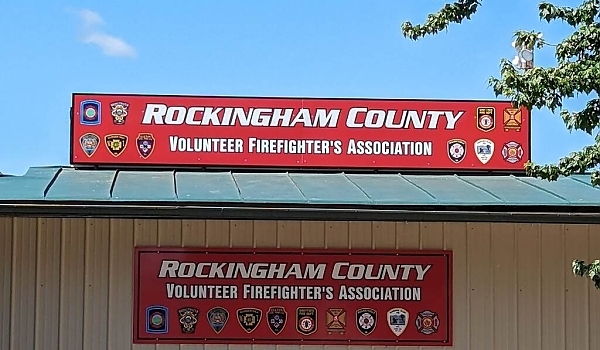 ROCKINGHAM COUNTY
VOLUNTEER FIREFIGHTER'S ASSOCIATION
ROCKINGHAM COUNTY
VOLUNTEER FIREFIGHTER'S ASSOCIATION